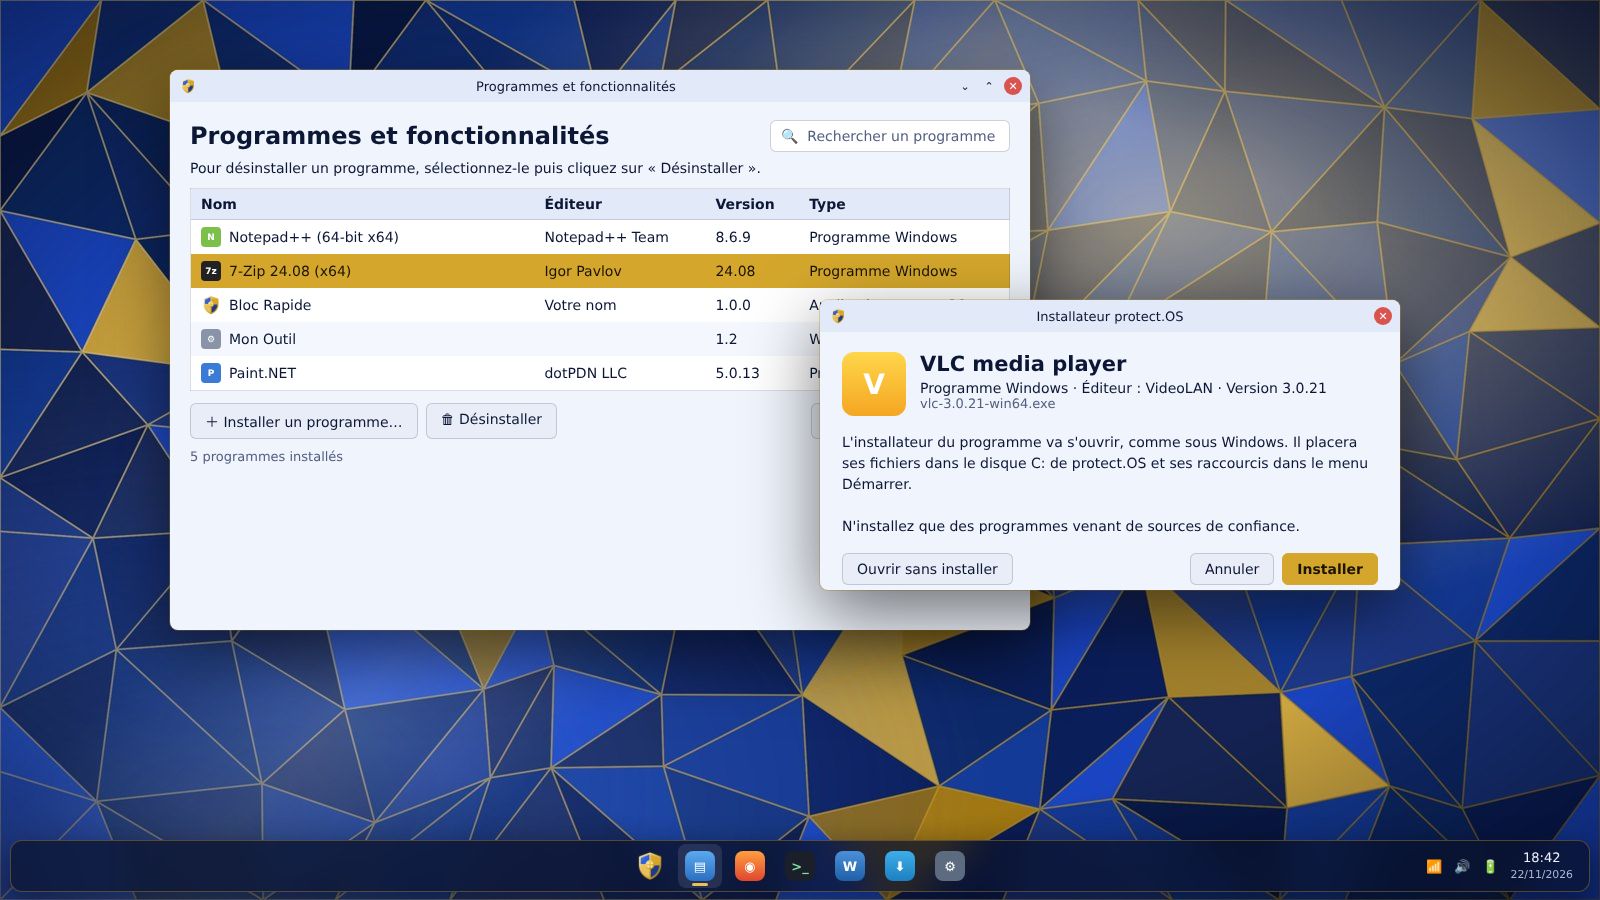 Programmes et fonctionnalités
Programmes et fonctionnalités
Rechercher un programme
Pour désinstaller un programme, sélectionnez-le puis cliquez sur « Désinstaller ».
Nom Éditeur Version Type
N Notepad++ (64-bit x64) Notepad++ Team 8.6.9 Programme Windows
7z 7-Zip 24.08 (x64) Igor Pavlov 24.08 Programme Windows
Bloc Rapide Votre nom 1.0.0
Mon Outil 1.2
P Paint.NET dotPDN LLC 5.0.13
+ Installer un programme... Désinstaller
5 programmes installés
Installateur protect.OS
V
VLC media player
Programme Windows · Éditeur : VideoLAN · Version 3.0.21
vlc-3.0.21-win64.exe
L'installateur du programme va s'ouvrir, comme sous Windows. Il placera
ses fichiers dans le disque C: de protect.OS et ses raccourcis dans le menu
Démarrer.
N'installez que des programmes venant de sources de confiance.
Ouvrir sans installer Annuler Installer
>_ W
18:42
22/11/2026